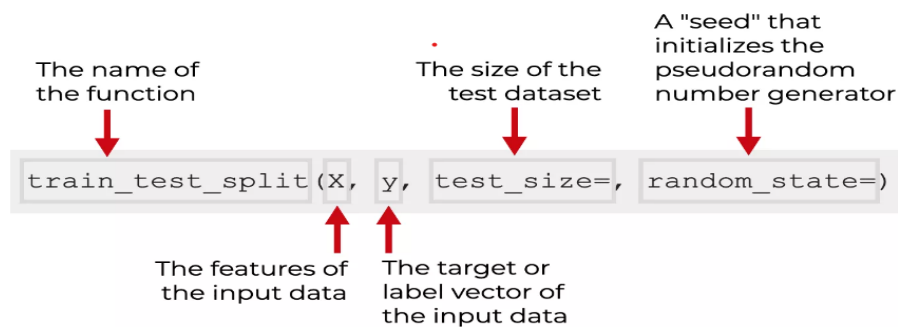 A "seed" that
initializes the
pseudorandom
number generator
The name of
the function
The size of the
test dataset
train_test_split(X, y, test_size=, random_state=)
The features of
the input data
The target or
label vector of
the input data